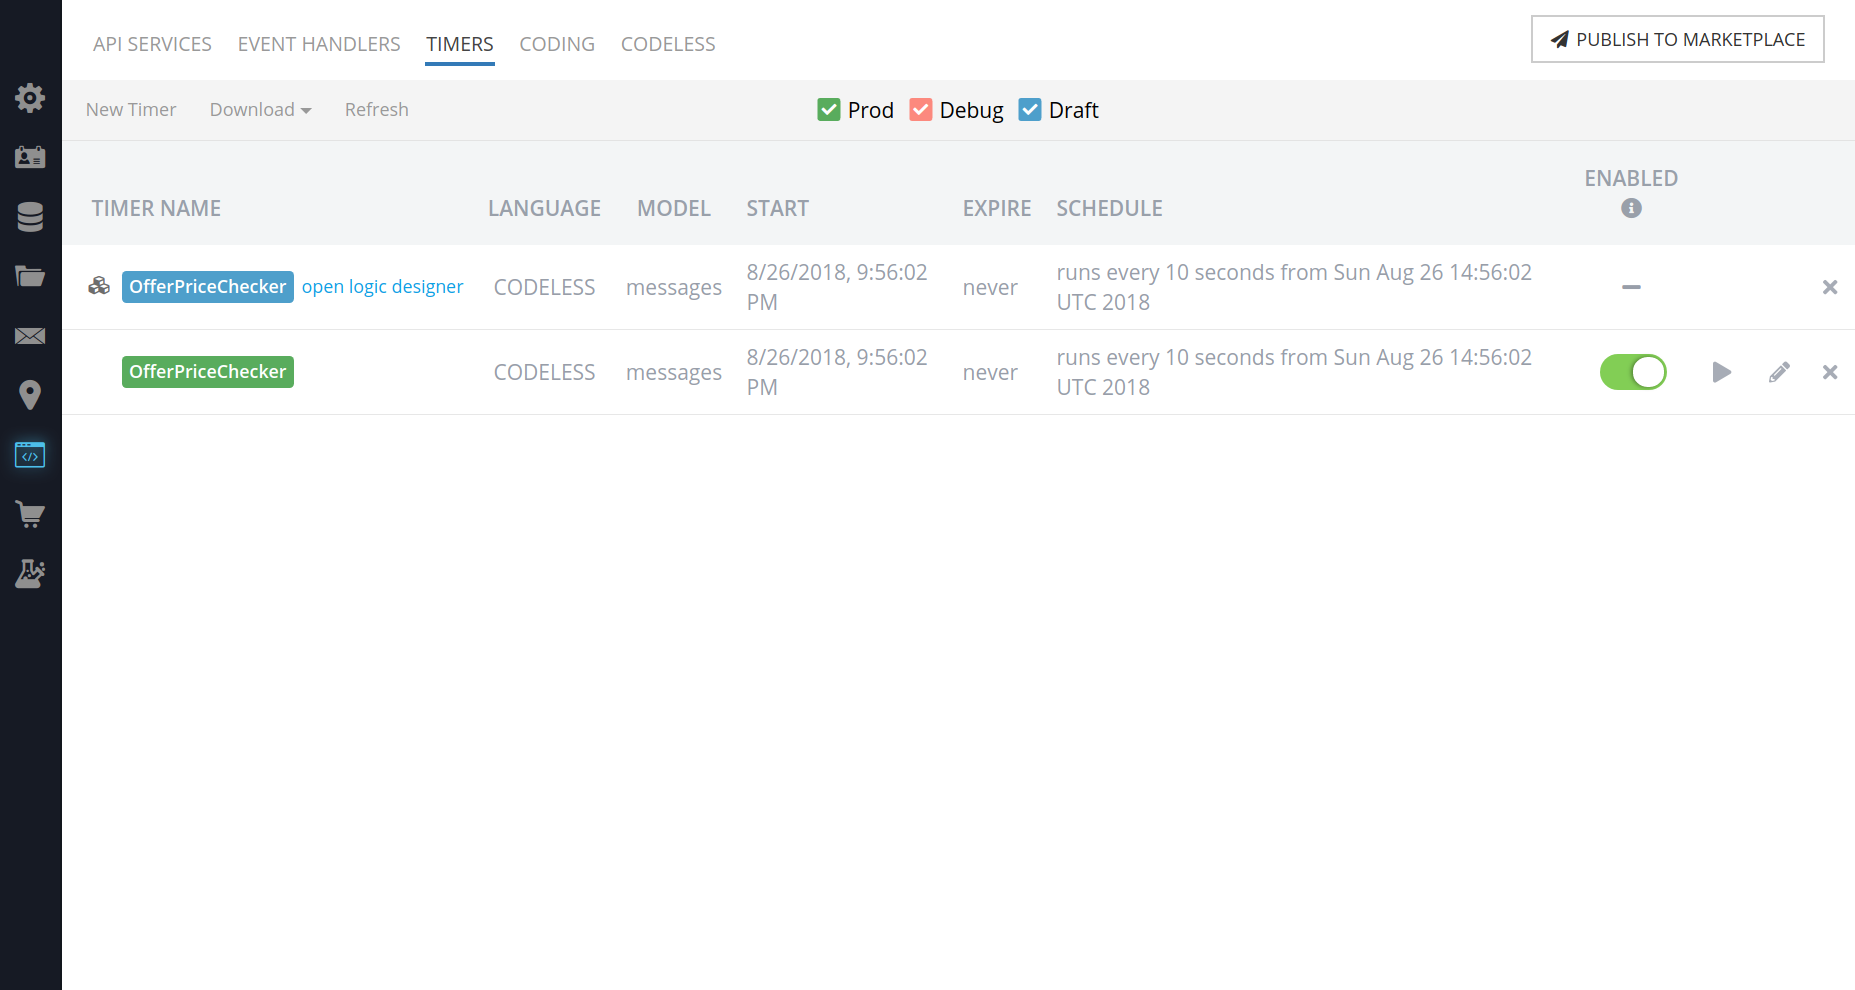 API SERVICES EVENT HANDLERS TIMERS CODING CODELESS PUBLISH TO MARKETPLACE
New Timer Download Refresh Prod Debug Draft
TIMER NAME LANGUAGE MODEL START EXPIRE SCHEDULE ENABLED
OfferPriceChecker open logic designer CODELESS messages 8/26/2018, 9:56:02 never runs every 10 seconds from Sun Aug 26 14:56:02
PM UTC 2018
OfferPriceChecker CODELESS messages 8/26/2018, 9:56:02 never runs every 10 seconds from Sun Aug 26 14:56:02
PM UTC 2018